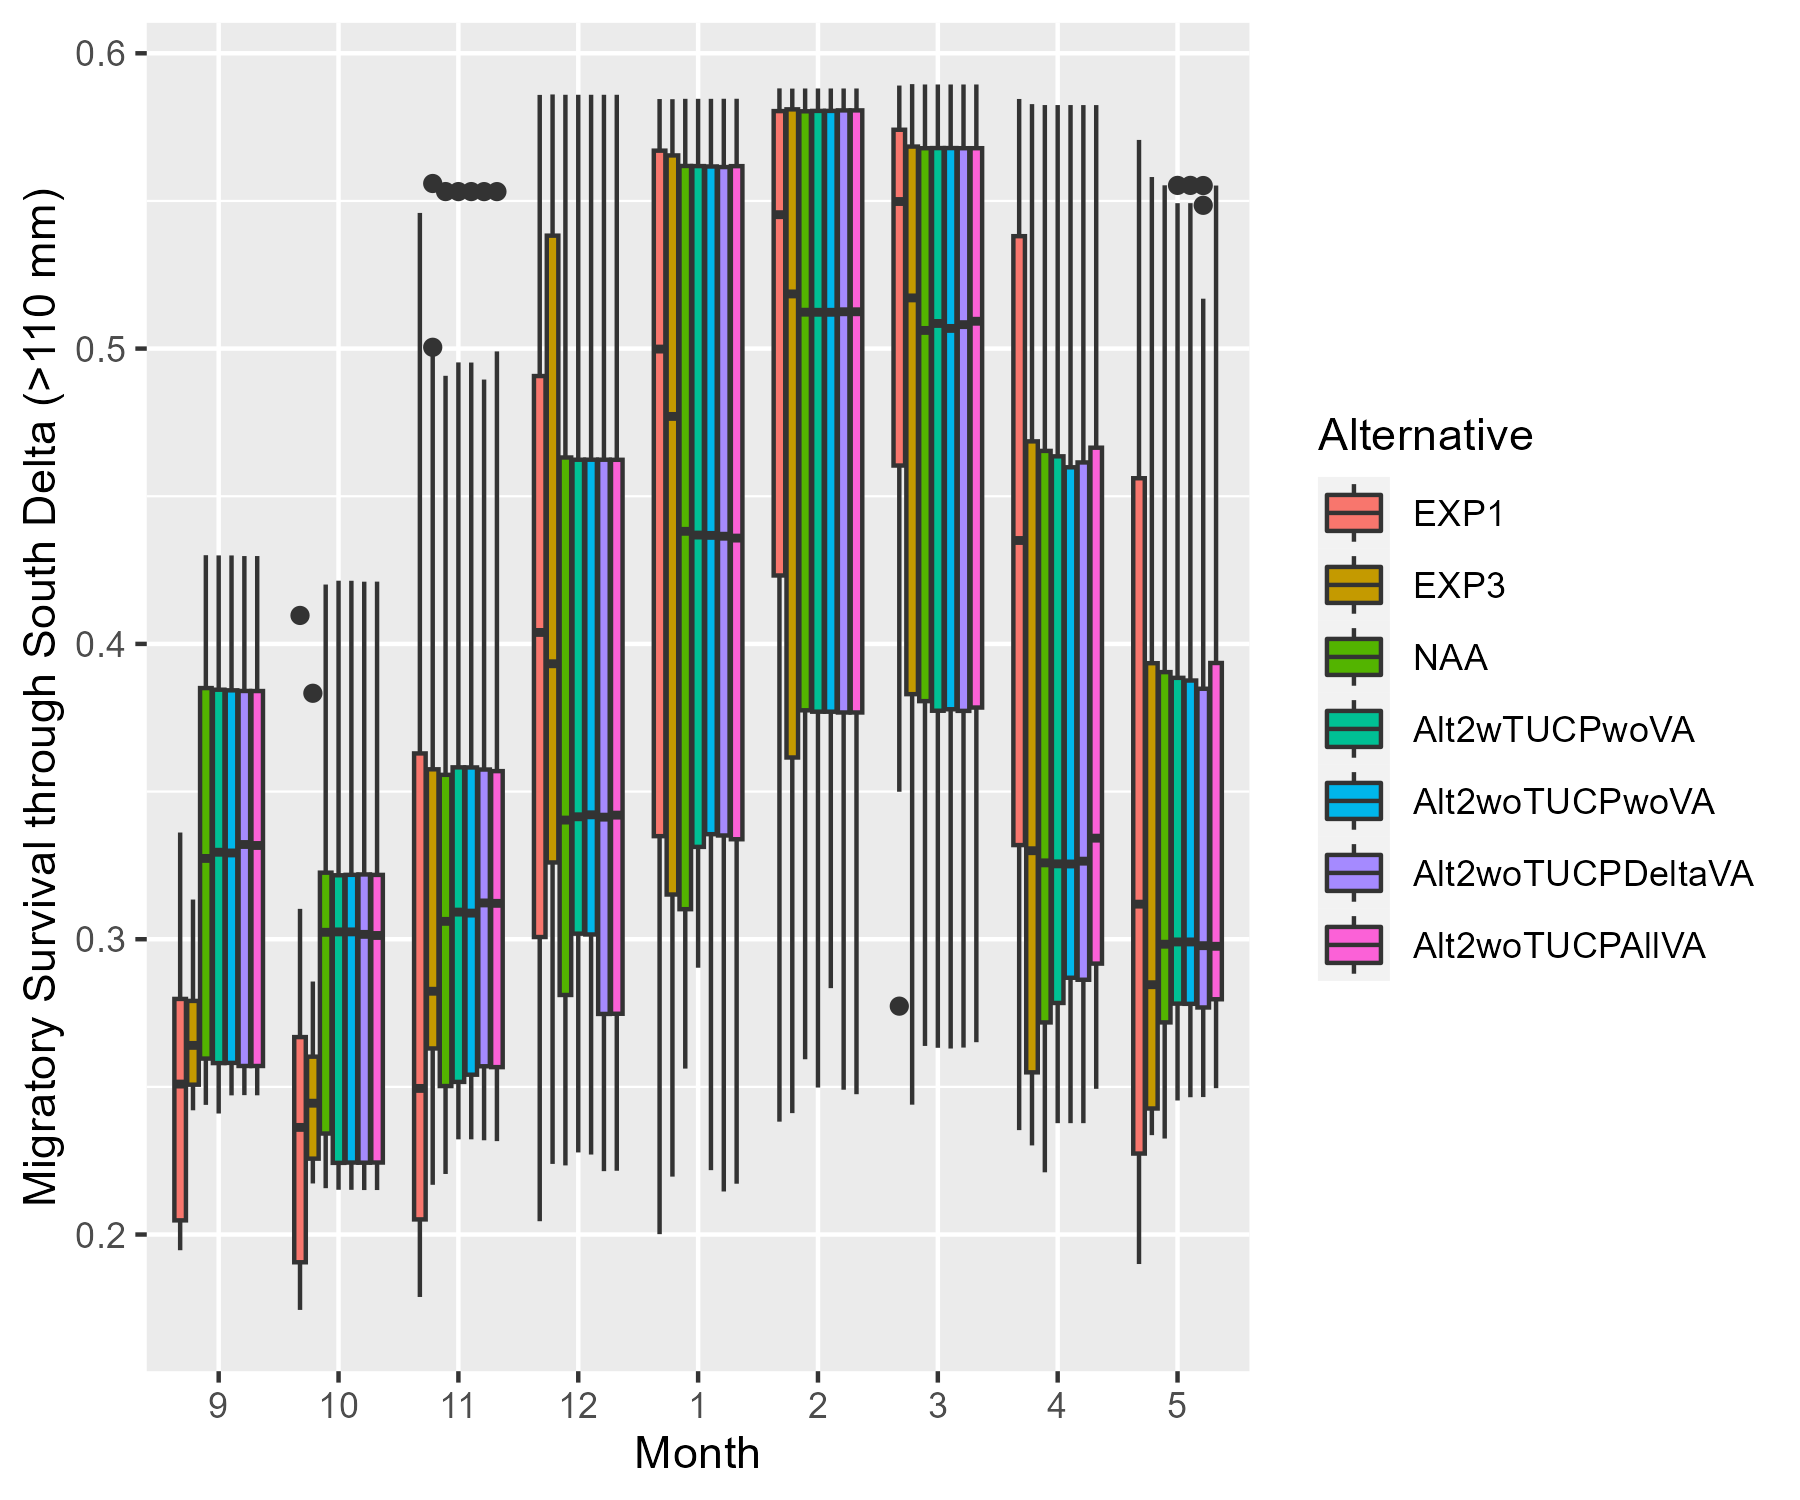 Migratory Survival through South Delta (>110 mm)
0.6
0.5
0.4
0.3
0.2
9 10 11 12 1 2 3 4 5
Month
Alternative
EXP1
EXP3
NAA
Alt2wTUCPwoVA
Alt2woTUCPwoVA
Alt2woTUCPDeltaVA
Alt2woTUCPAllVA